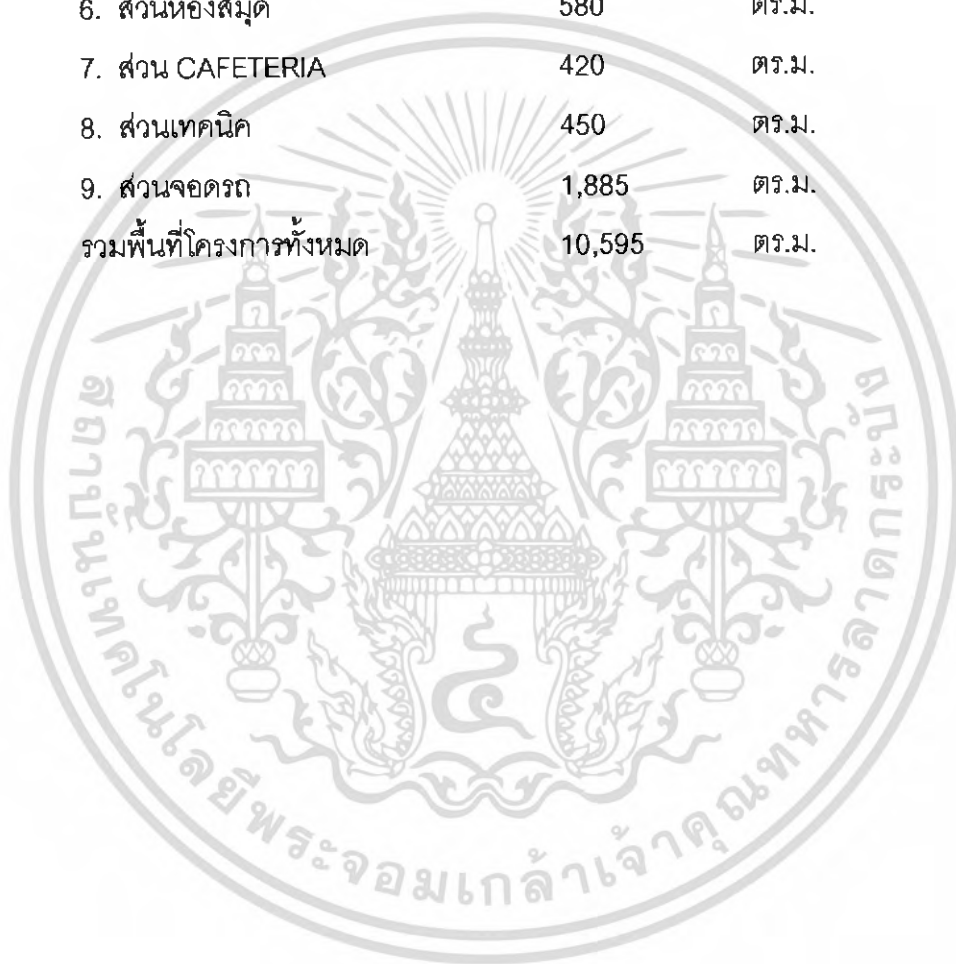 6. ส่วนห้องสมุด 580 ตร.ม.
7. ส่วน CAFETERIA 420 ตร.ม.
8. ส่วนเทคนิค 450 ตร.ม.
9. ส่วนจอดรถ 1,885 ตร.ม.
รวมพื้นที่โครงการทั้งหมด 10,595 ตร.ม.
สถาบันเทคโนโลยีพระจอมเกล้าเจ้าคุณทหารลาดกระบัง